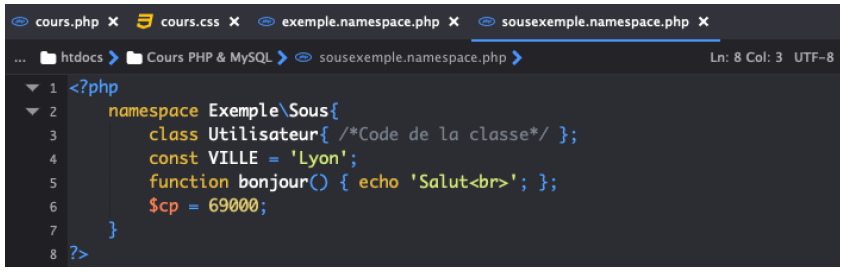 cours.php × cours.css × exemple.namespace.php × sousexemple.namespace.php ×
... htdocs Cours PHP & MySQL sousexemple.namespace.php Ln: 8 Col: 3 UTF-8
1 <?php
2 namespace Exemple\Sous{
3 class Utilisateur{ /*Code de la classe*/ };
4 const VILLE = 'Lyon';
5 function bonjour() { echo 'Salut<br>'; };
6 $cp = 69000;
7 }
8 ?>